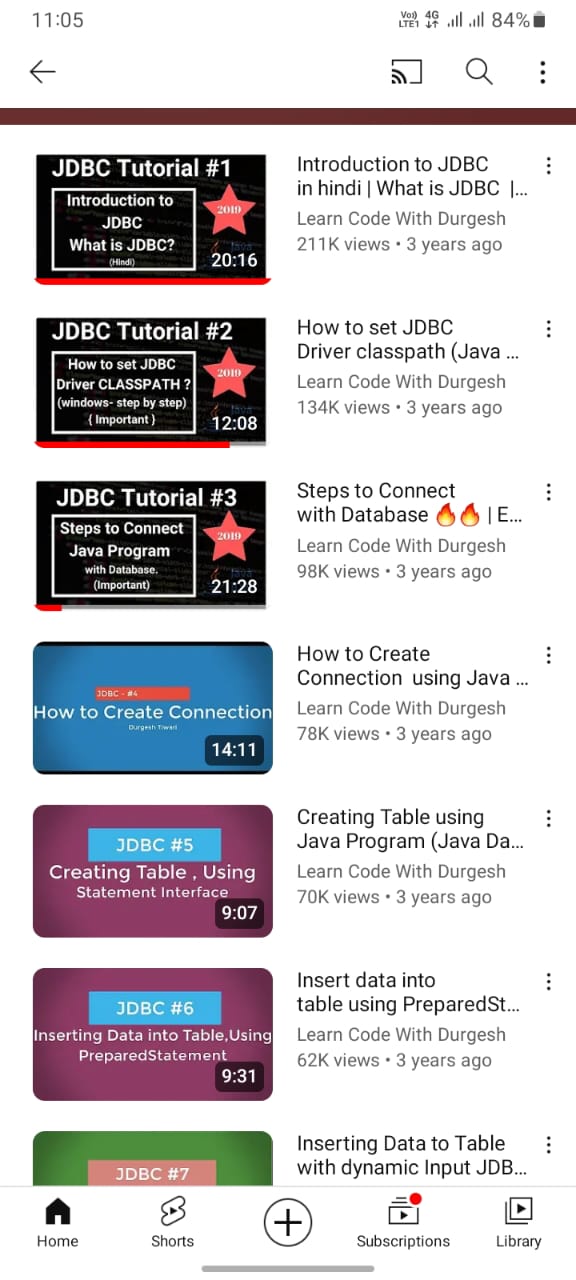 11:05
Vo)) 4G
LTE1
84%
JDBC Tutorial #1
Introduction to
JDBC
What is JDBC?
(Hindi)
2019
Java
20:16
Introduction to JDBC
in hindi | What is JDBC |...
Learn Code With Durgesh
211K views • 3 years ago
JDBC Tutorial #2
How to set JDBC
Driver CLASSPATH ?
(windows- step by step)
{ Important }
2019
Java
12:08
How to set JDBC
Driver classpath (Java ...
Learn Code With Durgesh
134K views • 3 years ago
JDBC Tutorial #3
Steps to Connect
Java Program
with Database.
(Important)
2019
Java
21:28
Steps to Connect
with Database 🔥🔥 | E...
Learn Code With Durgesh
98K views • 3 years ago
JDBC - #4
How to Create Connection
Durgesh Tiwari
14:11
How to Create
Connection using Java ...
Learn Code With Durgesh
78K views • 3 years ago
JDBC #5
Creating Table , Using
Statement Interface
9:07
Creating Table using
Java Program (Java Da...
Learn Code With Durgesh
70K views • 3 years ago
JDBC #6
Inserting Data into Table,Using
PreparedStatement
9:31
Insert data into
table using PreparedSt...
Learn Code With Durgesh
62K views • 3 years ago
JDBC #7
Inserting Data to Table
with dynamic Input JDB...
Home
Shorts
Subscriptions
Library